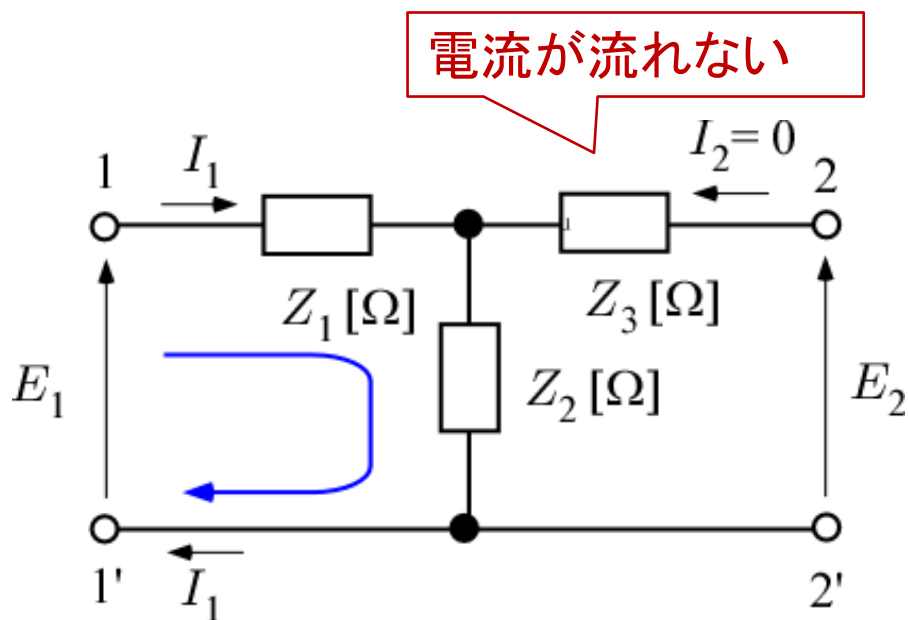 電流が流れない
I₂= 0
I₁
1
2
Z₁ [Ω]
Z₃ [Ω]
E₁
Z₂ [Ω]
E₂
1'
I₁
2'